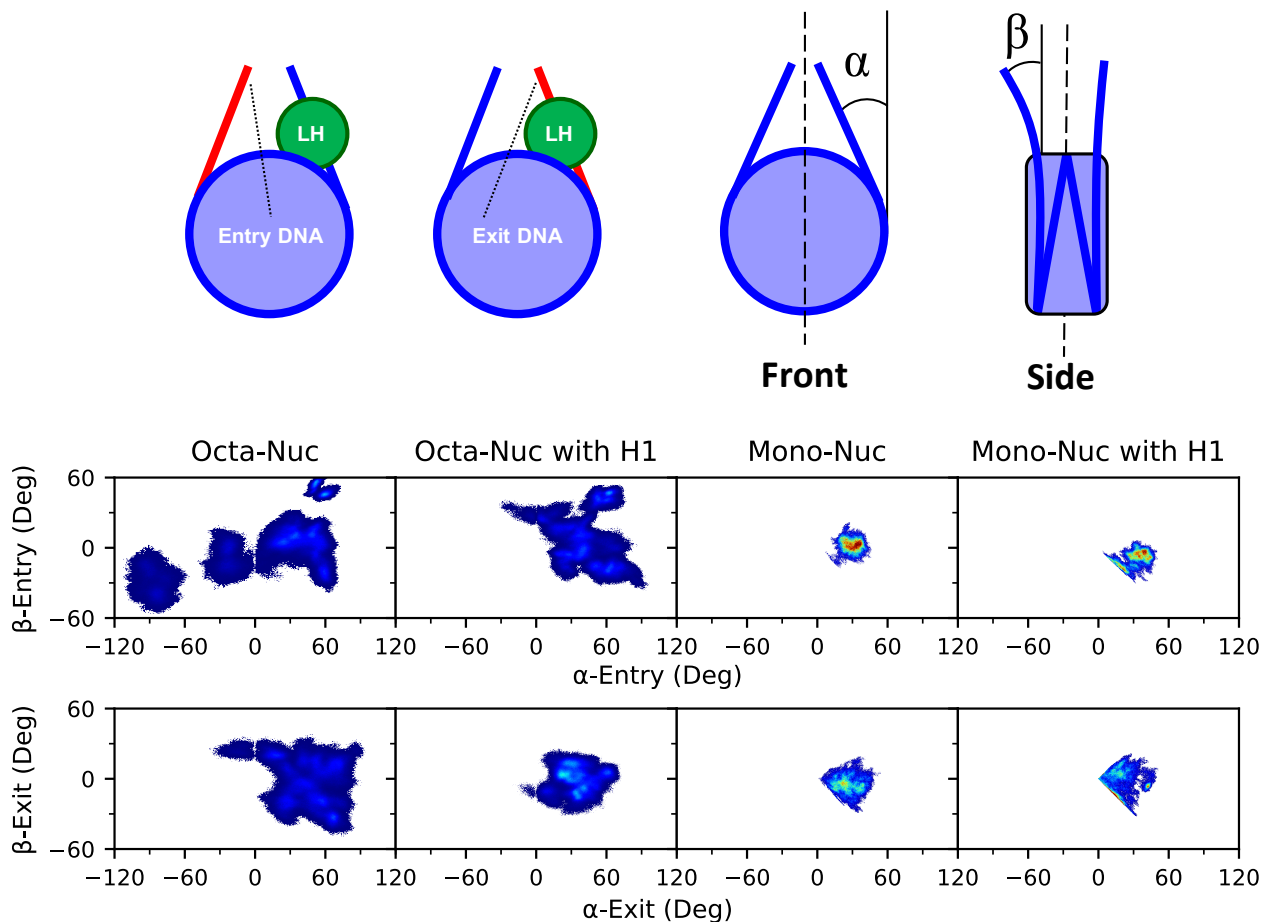 α
β
LH
LH
Entry DNA
Exit DNA
Front
Side
Octa-Nuc
Octa-Nuc with H1
Mono-Nuc
Mono-Nuc with H1
β-Entry (Deg)
60
0
−60
−120 −60 0 60 120 −60 0 60 120 −60 0 60 120 −60 0 60 120
α-Entry (Deg)
β-Exit (Deg)
60
0
−60
−120 −60 0 60 120 −60 0 60 120 −60 0 60 120 −60 0 60 120
α-Exit (Deg)